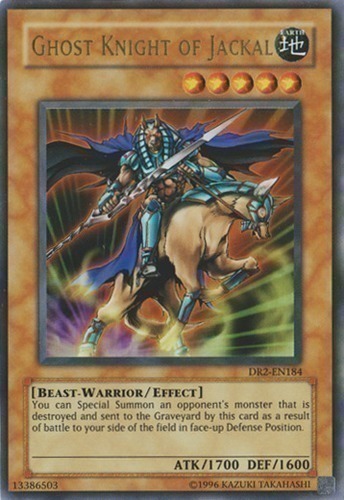 GHOST KNIGHT OF JACKAL
EARTH
地
DR2-EN184
[BEAST-WARRIOR/EFFECT]
You can Special Summon an opponent's monster that is
destroyed and sent to the Graveyard by this card as a result
of battle to your side of the field in face-up Defense Position.
ATK/1700 DEF/1600
13386503
©1996 KAZUKI TAKAHASHI